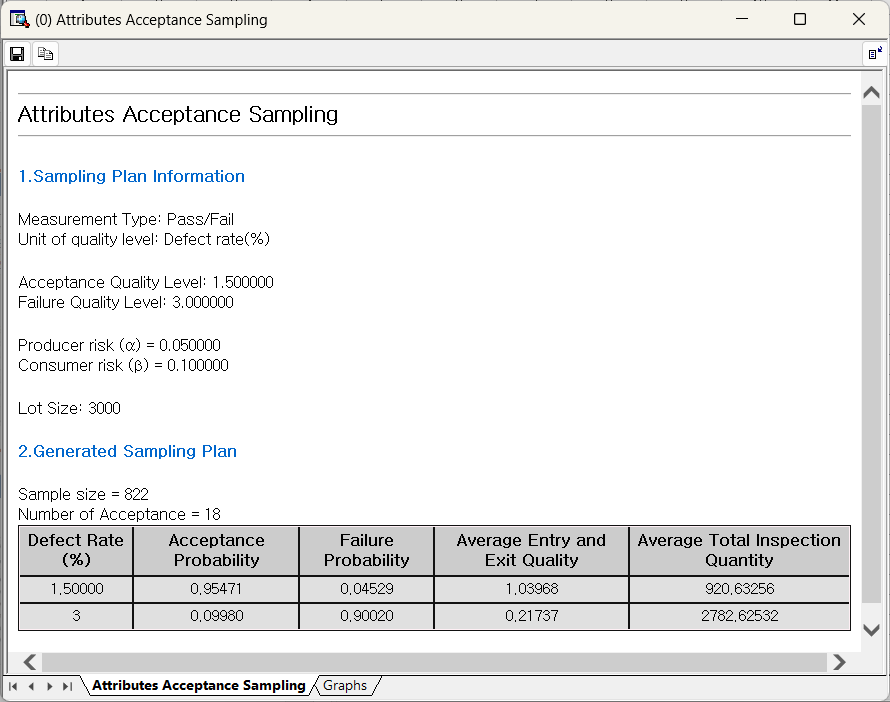 (0) Attributes Acceptance Sampling
Attributes Acceptance Sampling
1.Sampling Plan Information
Measurement Type: Pass/Fail
Unit of quality level: Defect rate(%)
Acceptance Quality Level: 1.500000
Failure Quality Level: 3.000000
Producer risk (α) = 0.050000
Consumer risk (β) = 0.100000
Lot Size: 3000
2.Generated Sampling Plan
Sample size = 822
Number of Acceptance = 18
Defect Rate (%) Acceptance Probability Failure Probability Average Entry and Exit Quality Average Total Inspection Quantity
1.50000 0.95471 0.04529 1.03968 920.63256
3 0.09980 0.90020 0.21737 2782.62532
Attributes Acceptance Sampling Graphs